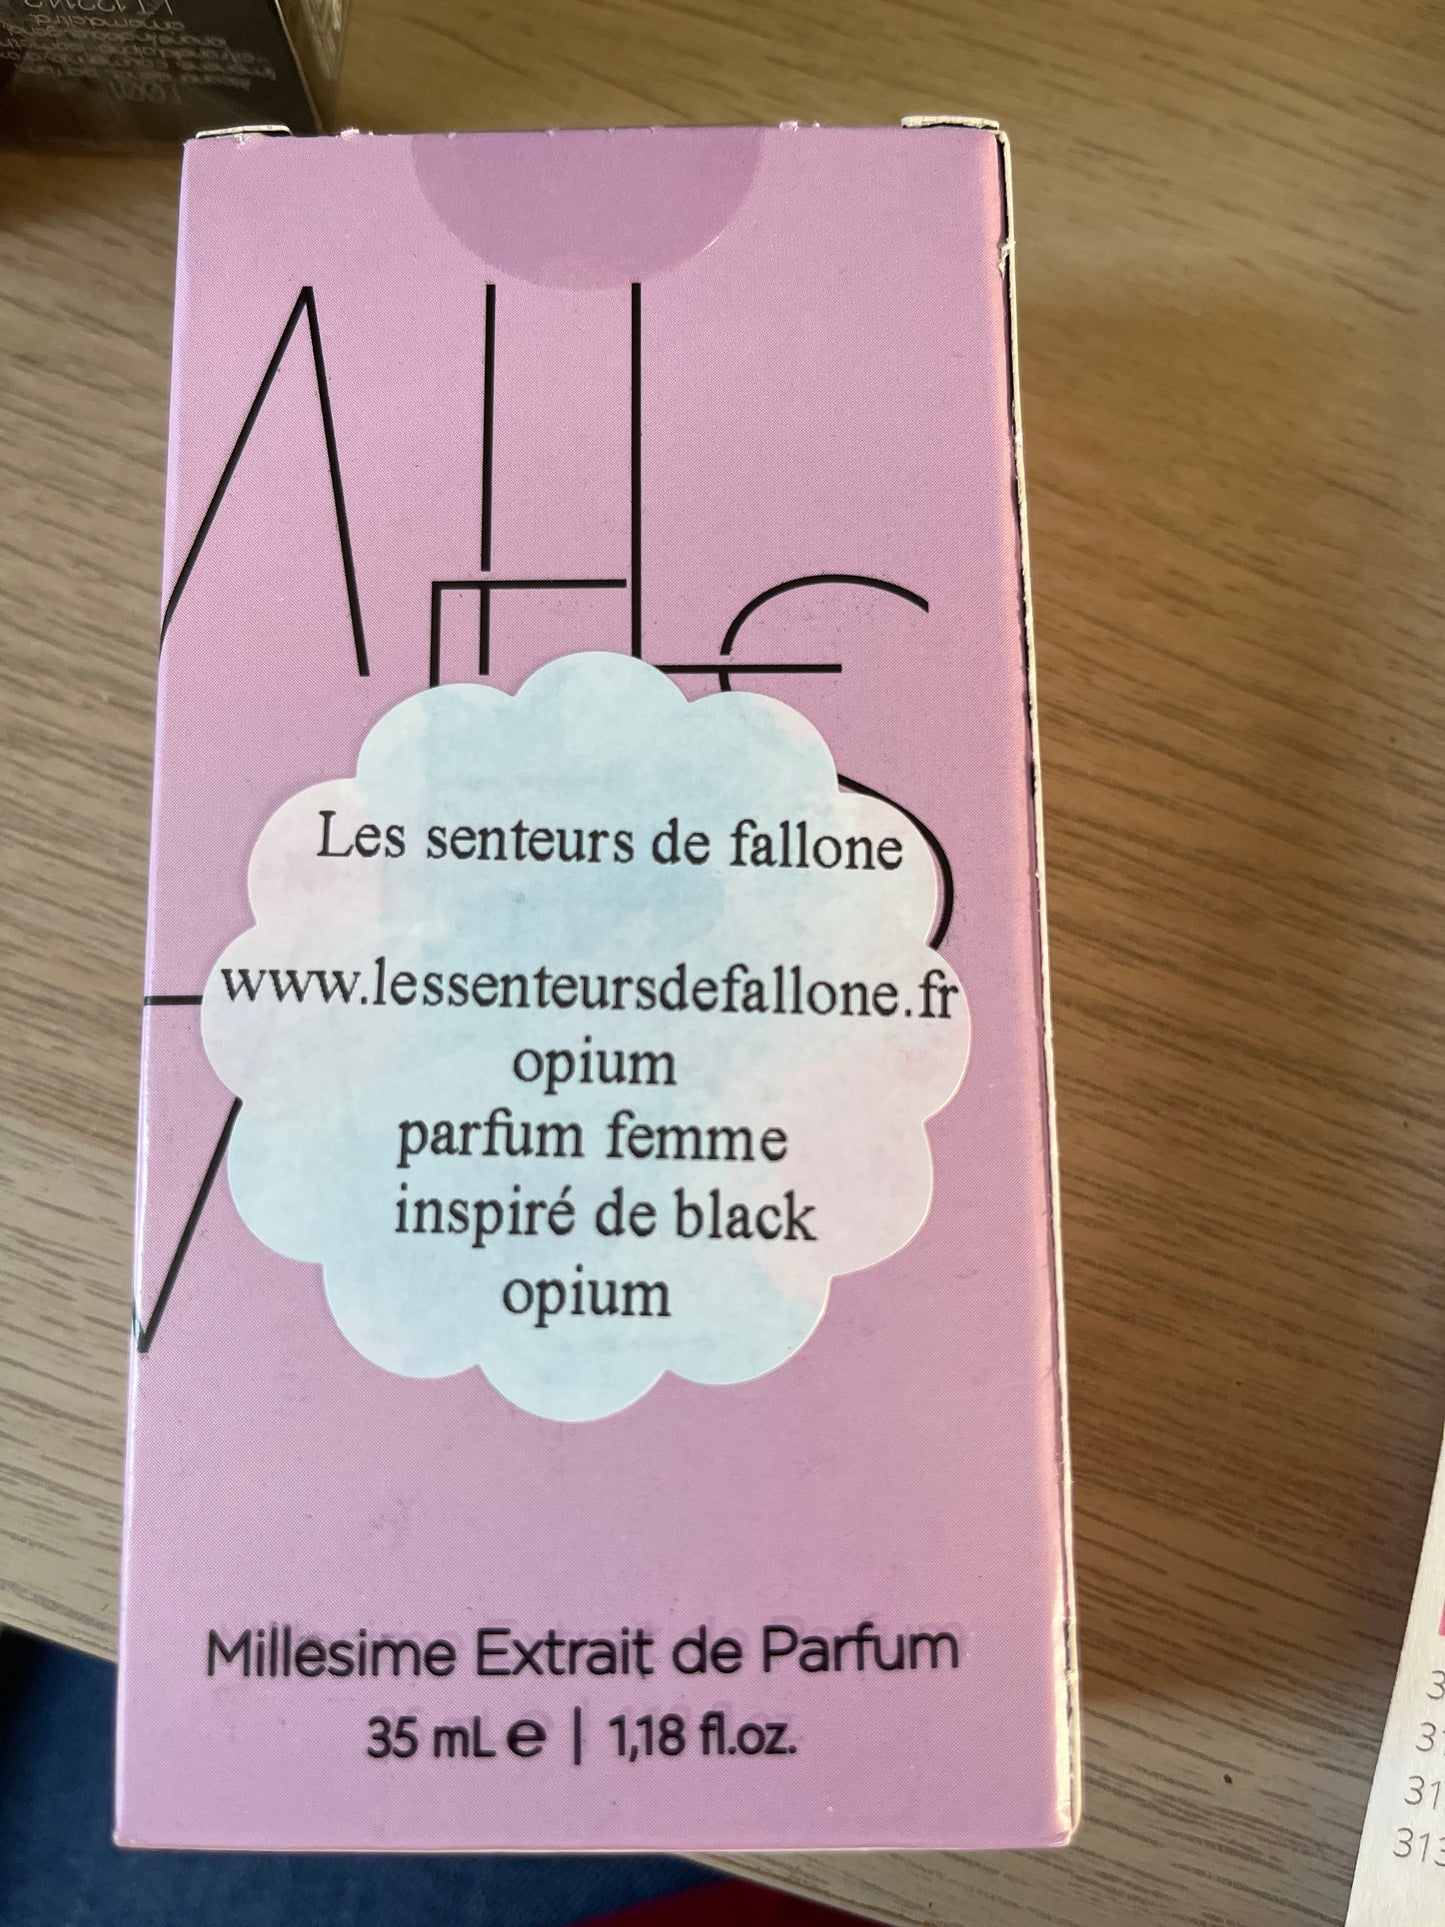 Les senteurs de fallone
www.lessenteursdefallone.fr
opium
parfum femme
inspiré de black
opium
Millesime Extrait de Parfum
35 mL e | 1,18 fl.oz.